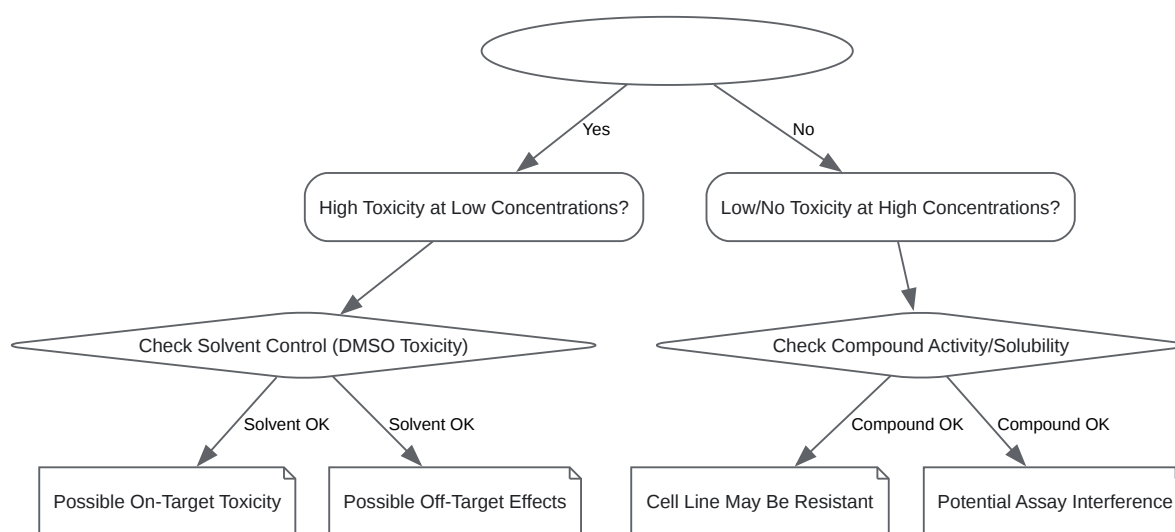 Yes
No
High Toxicity at Low Concentrations?
Low/No Toxicity at High Concentrations?
Check Solvent Control (DMSO Toxicity)
Check Compound Activity/Solubility
Solvent OK
Solvent OK
Compound OK
Compound OK
Possible On-Target Toxicity
Possible Off-Target Effects
Cell Line May Be Resistant
Potential Assay Interference